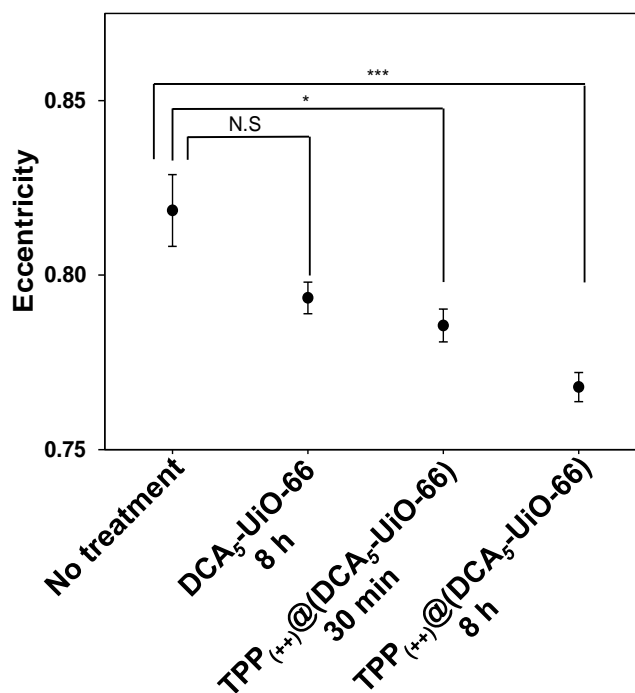 ***
0.85
*
N.S
Eccentricity
0.80
0.75
No treatment
DCA₅-UiO-66
8 h
TPP₍₊₊₎@(DCA₅-UiO-66)
30 min
TPP₍₊₊₎@(DCA₅-UiO-66)
8 h